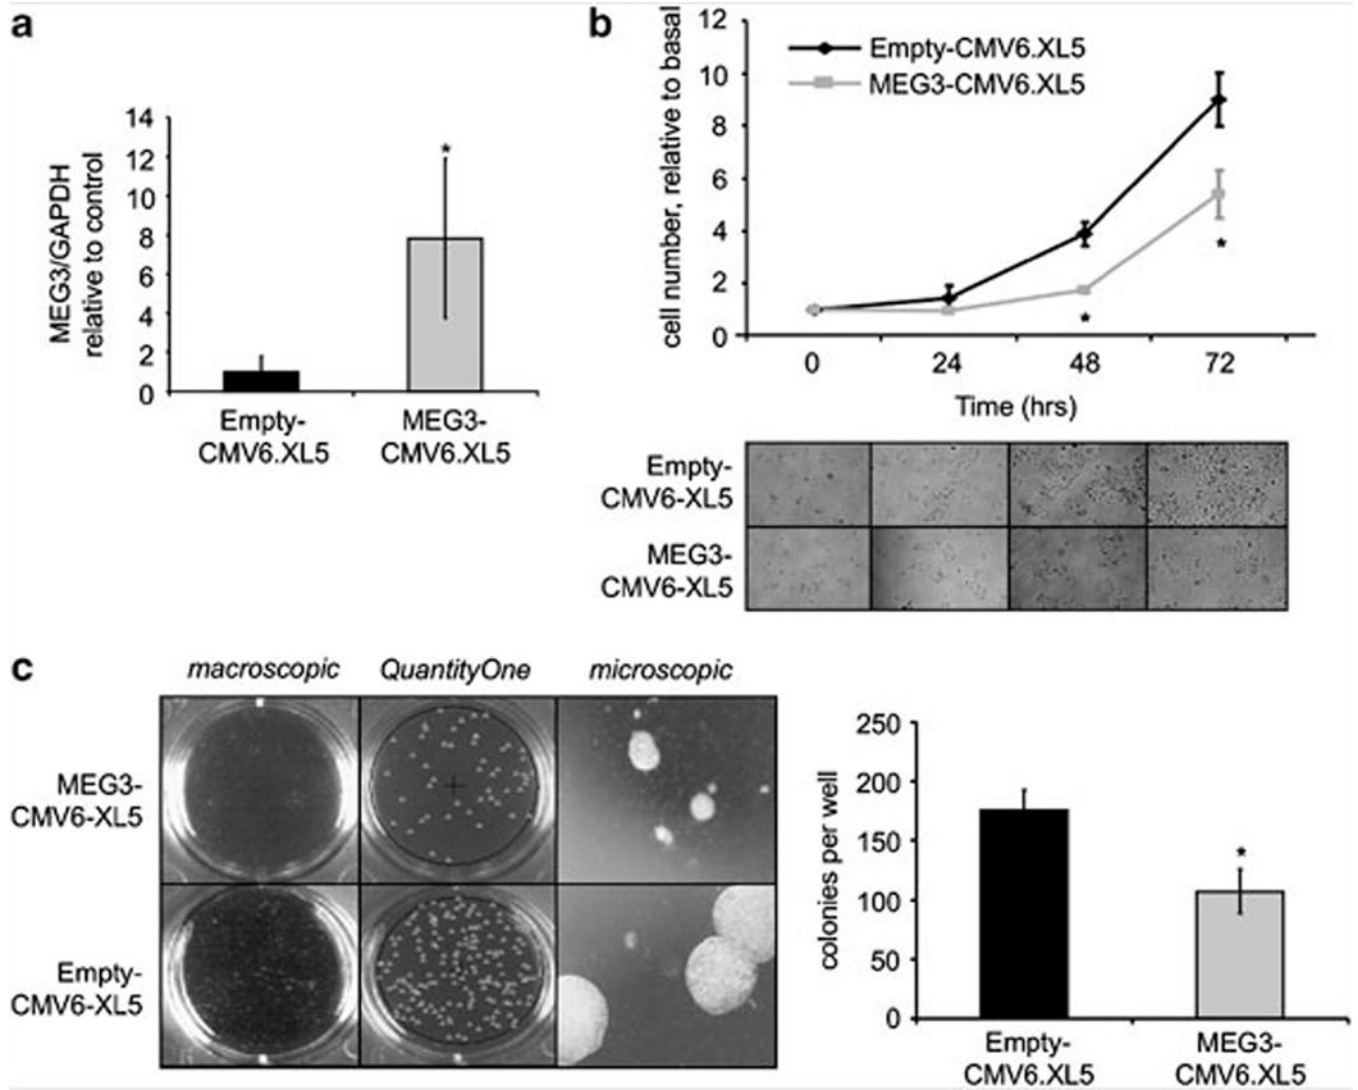 a
MEG3/GAPDH
relative to control
14
12
10
8
6
4
2
0
*
Empty-
CMV6.XL5
MEG3-
CMV6.XL5
b
cell number, relative to basal
12
10
8
6
4
2
0
Empty-CMV6.XL5
MEG3-CMV6.XL5
*
*
0 24 48 72
Time (hrs)
Empty-
CMV6-XL5
MEG3-
CMV6-XL5
c
macroscopic QuantityOne microscopic
MEG3-
CMV6-XL5
Empty-
CMV6-XL5
colonies per well
250
200
150
100
50
0
*
Empty-
CMV6.XL5
MEG3-
CMV6.XL5